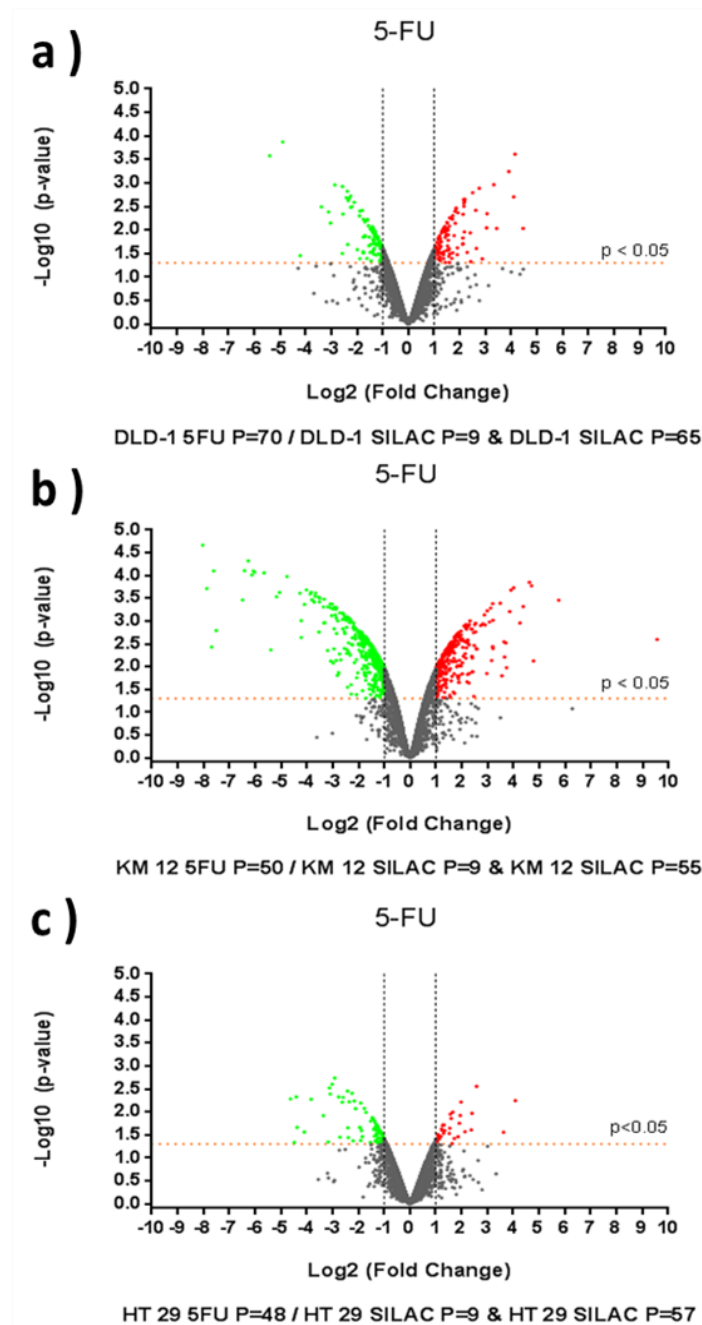 a )
5-FU
5.0
4.5
4.0
3.5
3.0
2.5
2.0
1.5
1.0
0.5
0.0
-Log10 (p-value)
p < 0.05
-10 -9 -8 -7 -6 -5 -4 -3 -2 -1 0 1 2 3 4 5 6 7 8 9 10
Log2 (Fold Change)
DLD-1 5FU P=70 / DLD-1 SILAC P=9 & DLD-1 SILAC P=65
b )
5-FU
5.0
4.5
4.0
3.5
3.0
2.5
2.0
1.5
1.0
0.5
0.0
-Log10 (p-value)
p < 0.05
-10 -9 -8 -7 -6 -5 -4 -3 -2 -1 0 1 2 3 4 5 6 7 8 9 10
Log2 (Fold Change)
KM 12 5FU P=50 / KM 12 SILAC P=9 & KM 12 SILAC P=55
c )
5-FU
5.0
4.5
4.0
3.5
3.0
2.5
2.0
1.5
1.0
0.5
0.0
-Log10 (p-value)
p<0.05
-10 -9 -8 -7 -6 -5 -4 -3 -2 -1 0 1 2 3 4 5 6 7 8 9 10
Log2 (Fold Change)
HT 29 5FU P=48 / HT 29 SILAC P=9 & HT 29 SILAC P=57